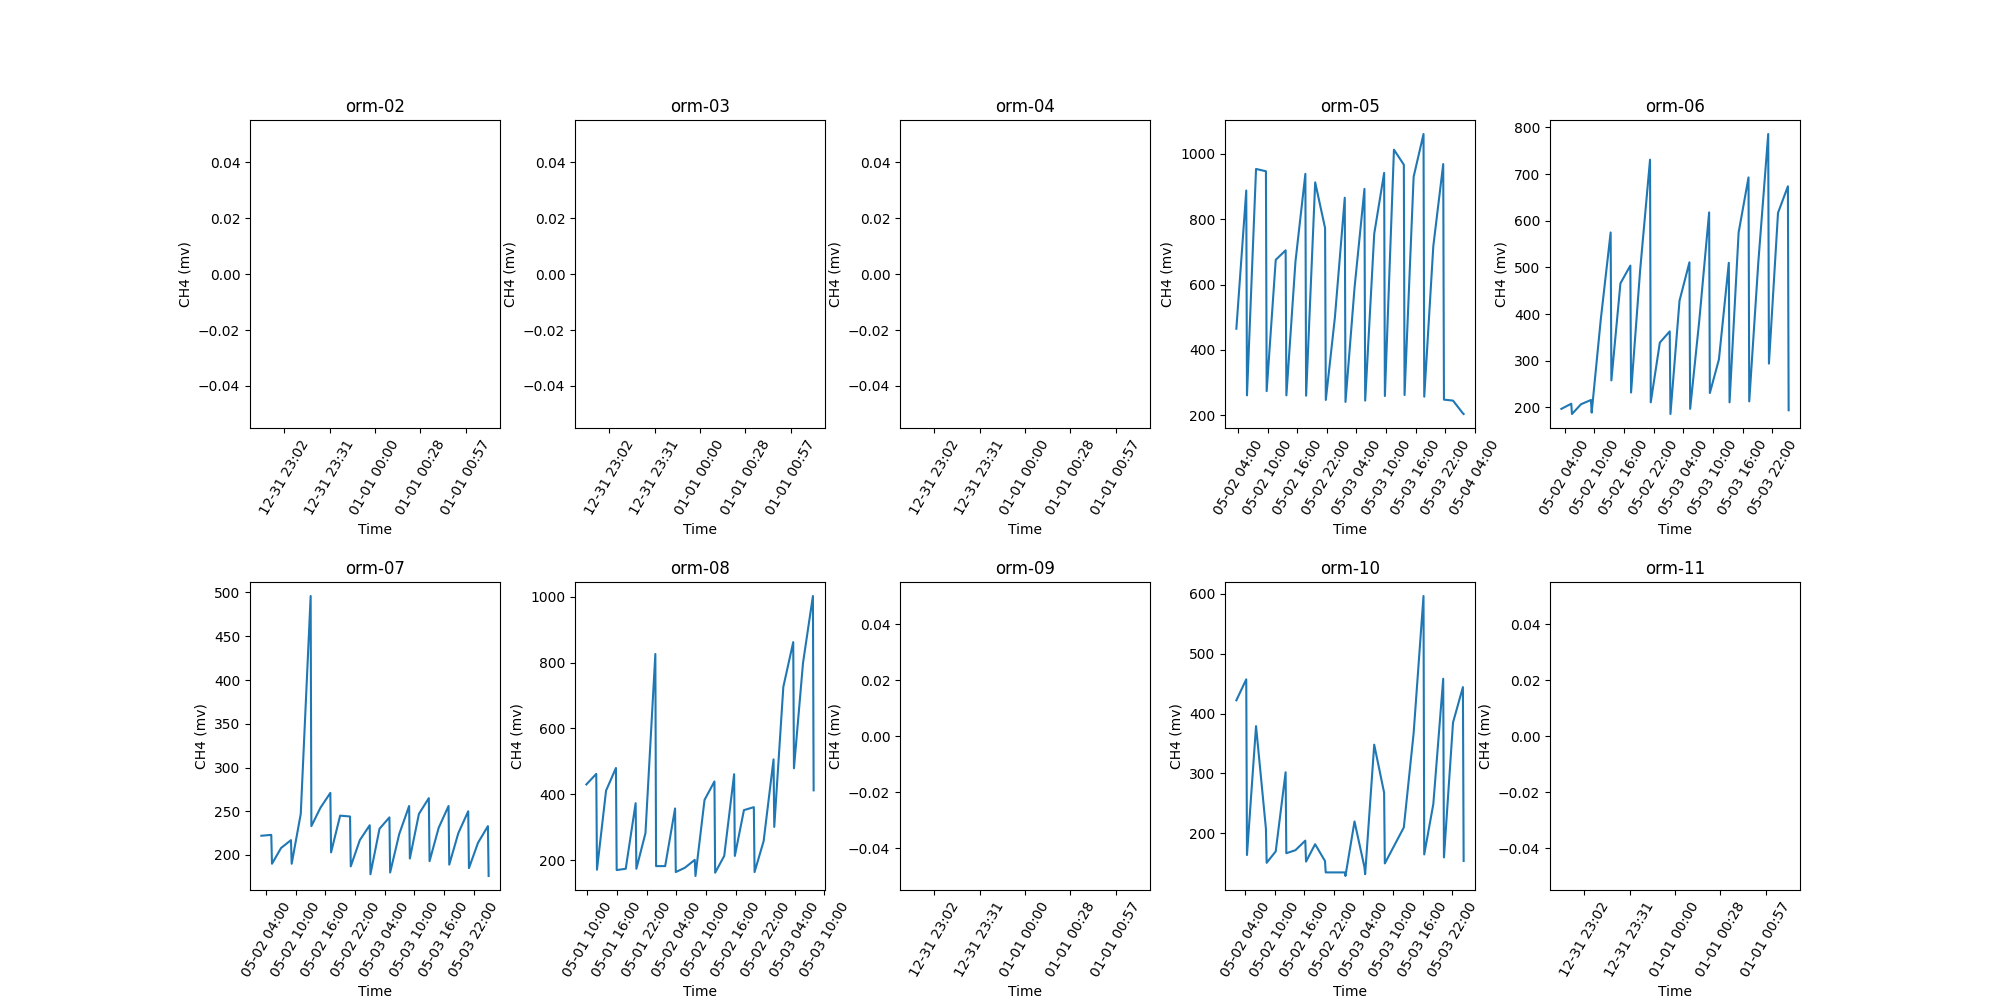 orm-02 orm-03 orm-04 orm-05 orm-06
CH4 (mv)
0.04
0.02
0.00
−0.02
−0.04
12-31 23:02 12-31 23:31 01-01 00:00 01-01 00:28 01-01 00:57
Time
CH4 (mv)
0.04
0.02
0.00
−0.02
−0.04
12-31 23:02 12-31 23:31 01-01 00:00 01-01 00:28 01-01 00:57
Time
CH4 (mv)
0.04
0.02
0.00
−0.02
−0.04
12-31 23:02 12-31 23:31 01-01 00:00 01-01 00:28 01-01 00:57
Time
CH4 (mv)
1000
800
600
400
200
05-02 04:00 05-02 10:00 05-02 16:00 05-02 22:00 05-03 04:00 05-03 10:00 05-03 16:00 05-03 22:00 05-04 04:00
Time
CH4 (mv)
800
700
600
500
400
300
200
05-02 04:00 05-02 10:00 05-02 16:00 05-02 22:00 05-03 04:00 05-03 10:00 05-03 16:00 05-03 22:00
Time
orm-07 orm-08 orm-09 orm-10 orm-11
CH4 (mv)
500
450
400
350
300
250
200
05-02 04:00 05-02 10:00 05-02 16:00 05-02 22:00 05-03 04:00 05-03 10:00 05-03 16:00 05-03 22:00
Time
CH4 (mv)
1000
800
600
400
200
05-01 10:00 05-01 16:00 05-01 22:00 05-02 04:00 05-02 10:00 05-02 16:00 05-02 22:00 05-03 04:00 05-03 10:00
Time
CH4 (mv)
0.04
0.02
0.00
−0.02
−0.04
12-31 23:02 12-31 23:31 01-01 00:00 01-01 00:28 01-01 00:57
Time
CH4 (mv)
600
500
400
300
200
05-02 04:00 05-02 10:00 05-02 16:00 05-02 22:00 05-03 04:00 05-03 10:00 05-03 16:00 05-03 22:00
Time
CH4 (mv)
0.04
0.02
0.00
−0.02
−0.04
12-31 23:02 12-31 23:31 01-01 00:00 01-01 00:28 01-01 00:57
Time